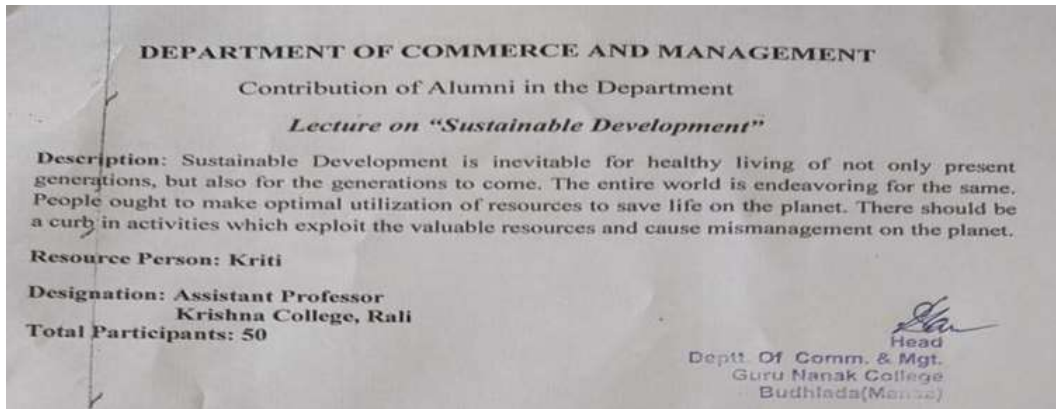 DEPARTMENT OF COMMERCE AND MANAGEMENT
Contribution of Alumni in the Department
Lecture on “Sustainable Development”
Description: Sustainable Development is inevitable for healthy living of not only present
generations, but also for the generations to come. The entire world is endeavoring for the same.
People ought to make optimal utilization of resources to save life on the planet. There should be
a curb in activities which exploit the valuable resources and cause mismanagement on the planet.
Resource Person: Kriti
Designation: Assistant Professor
Krishna College, Rali
Total Participants: 50
Head
Deptt. Of Comm. & Mgt.
Guru Nanak College
Budhlada(Mansa)